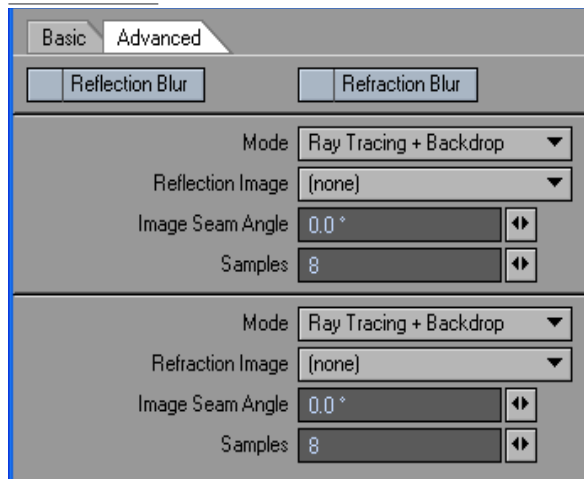 Basic Advanced
Reflection Blur Refraction Blur
Mode Ray Tracing + Backdrop
Reflection Image (none)
Image Seam Angle 0.0 °
Samples 8
Mode Ray Tracing + Backdrop
Refraction Image (none)
Image Seam Angle 0.0 °
Samples 8